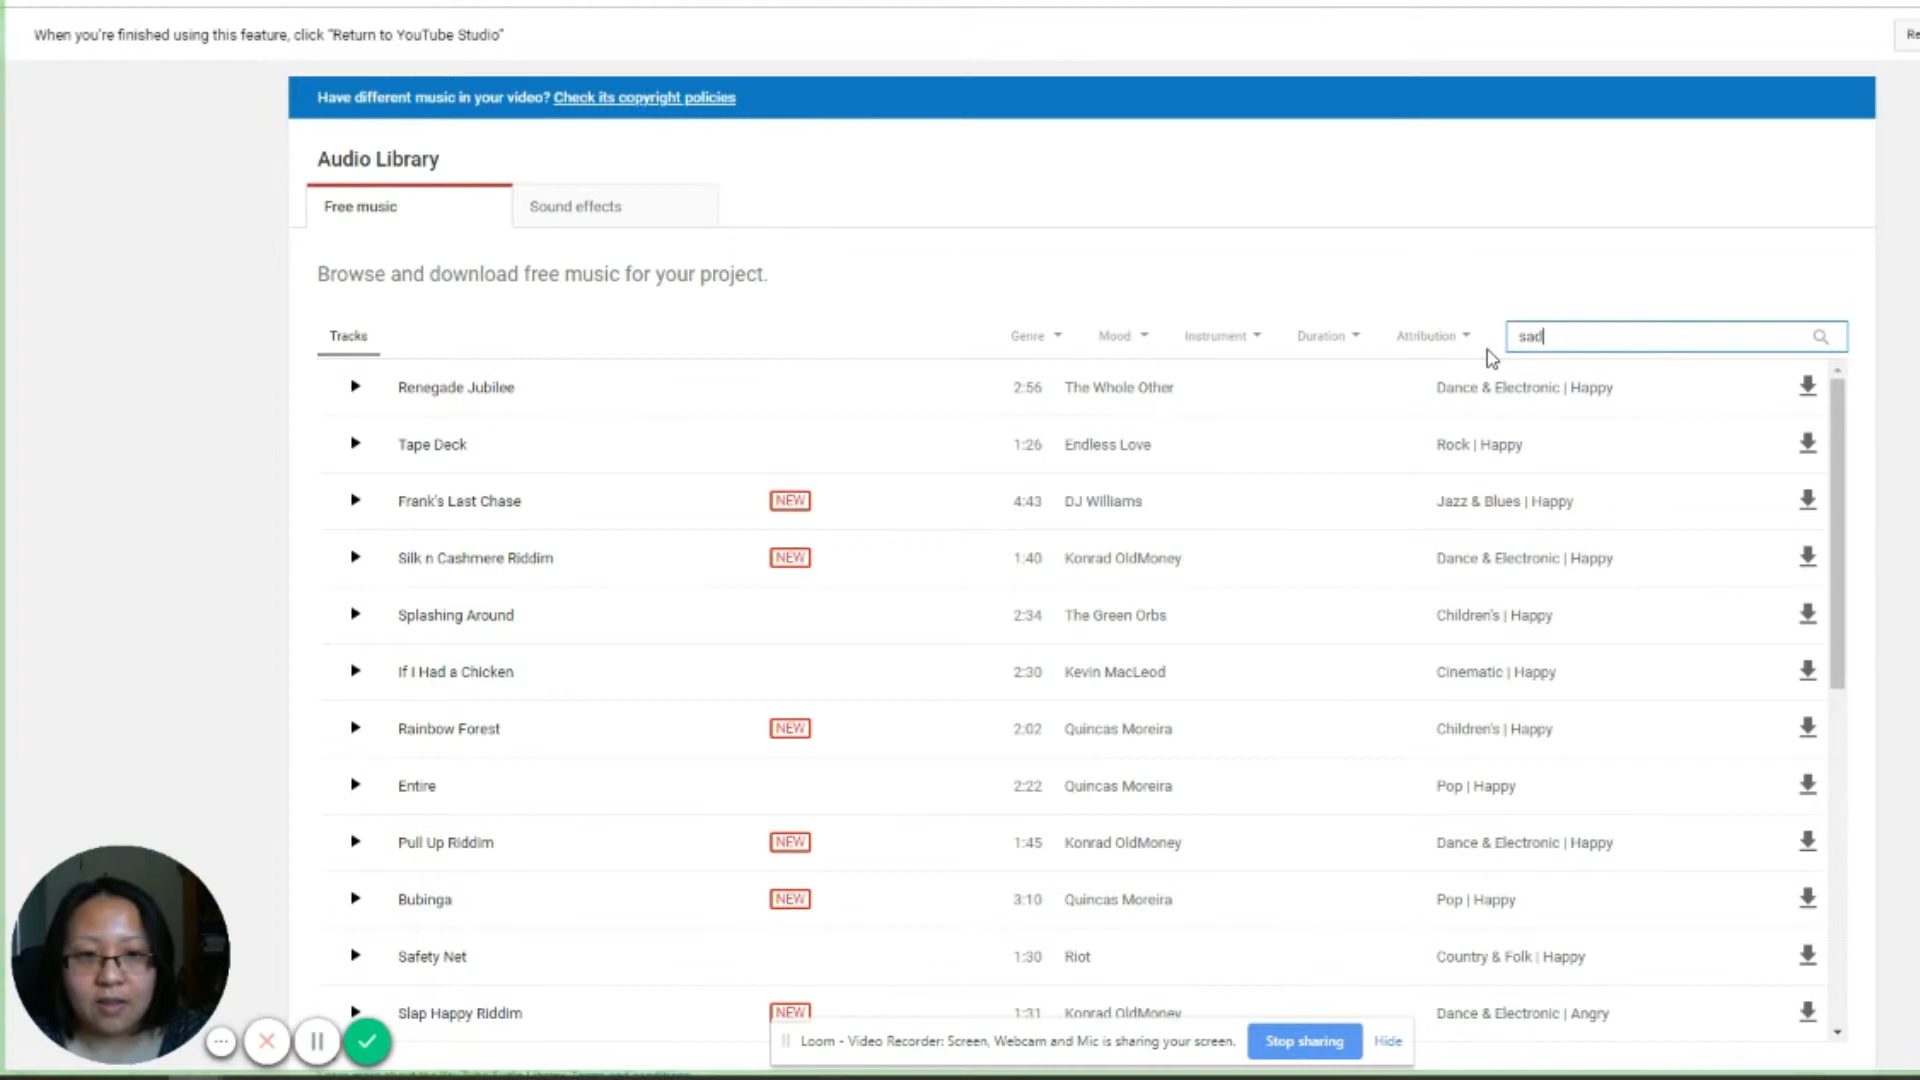 When you're finished using this feature, click "Return to YouTube Studio"
Re
Have different music in your video? Check its copyright policies
Audio Library
Free music
Sound effects
Browse and download free music for your project.
Tracks
Genre
Mood
Instrument
Duration
Attribution
sad
Renegade Jubilee 2:56 The Whole Other Dance & Electronic | Happy
Tape Deck 1:26 Endless Love Rock | Happy
Frank's Last Chase NEW 4:43 DJ Williams Jazz & Blues | Happy
Silk n Cashmere Riddim NEW 1:40 Konrad OldMoney Dance & Electronic | Happy
Splashing Around 2:34 The Green Orbs Children's | Happy
If I Had a Chicken 2:30 Kevin MacLeod Cinematic | Happy
Rainbow Forest NEW 2:02 Quincas Moreira Children's | Happy
Entire 2:22 Quincas Moreira Pop | Happy
Pull Up Riddim NEW 1:45 Konrad OldMoney Dance & Electronic | Happy
Bubinga NEW 3:10 Quincas Moreira Pop | Happy
Safety Net 1:30 Riot Country & Folk | Happy
Slap Happy Riddim NEW 1:31 Konrad OldMoney Dance & Electronic | Angry
Loom - Video Recorder: Screen, Webcam and Mic is sharing your screen. Stop sharing Hide